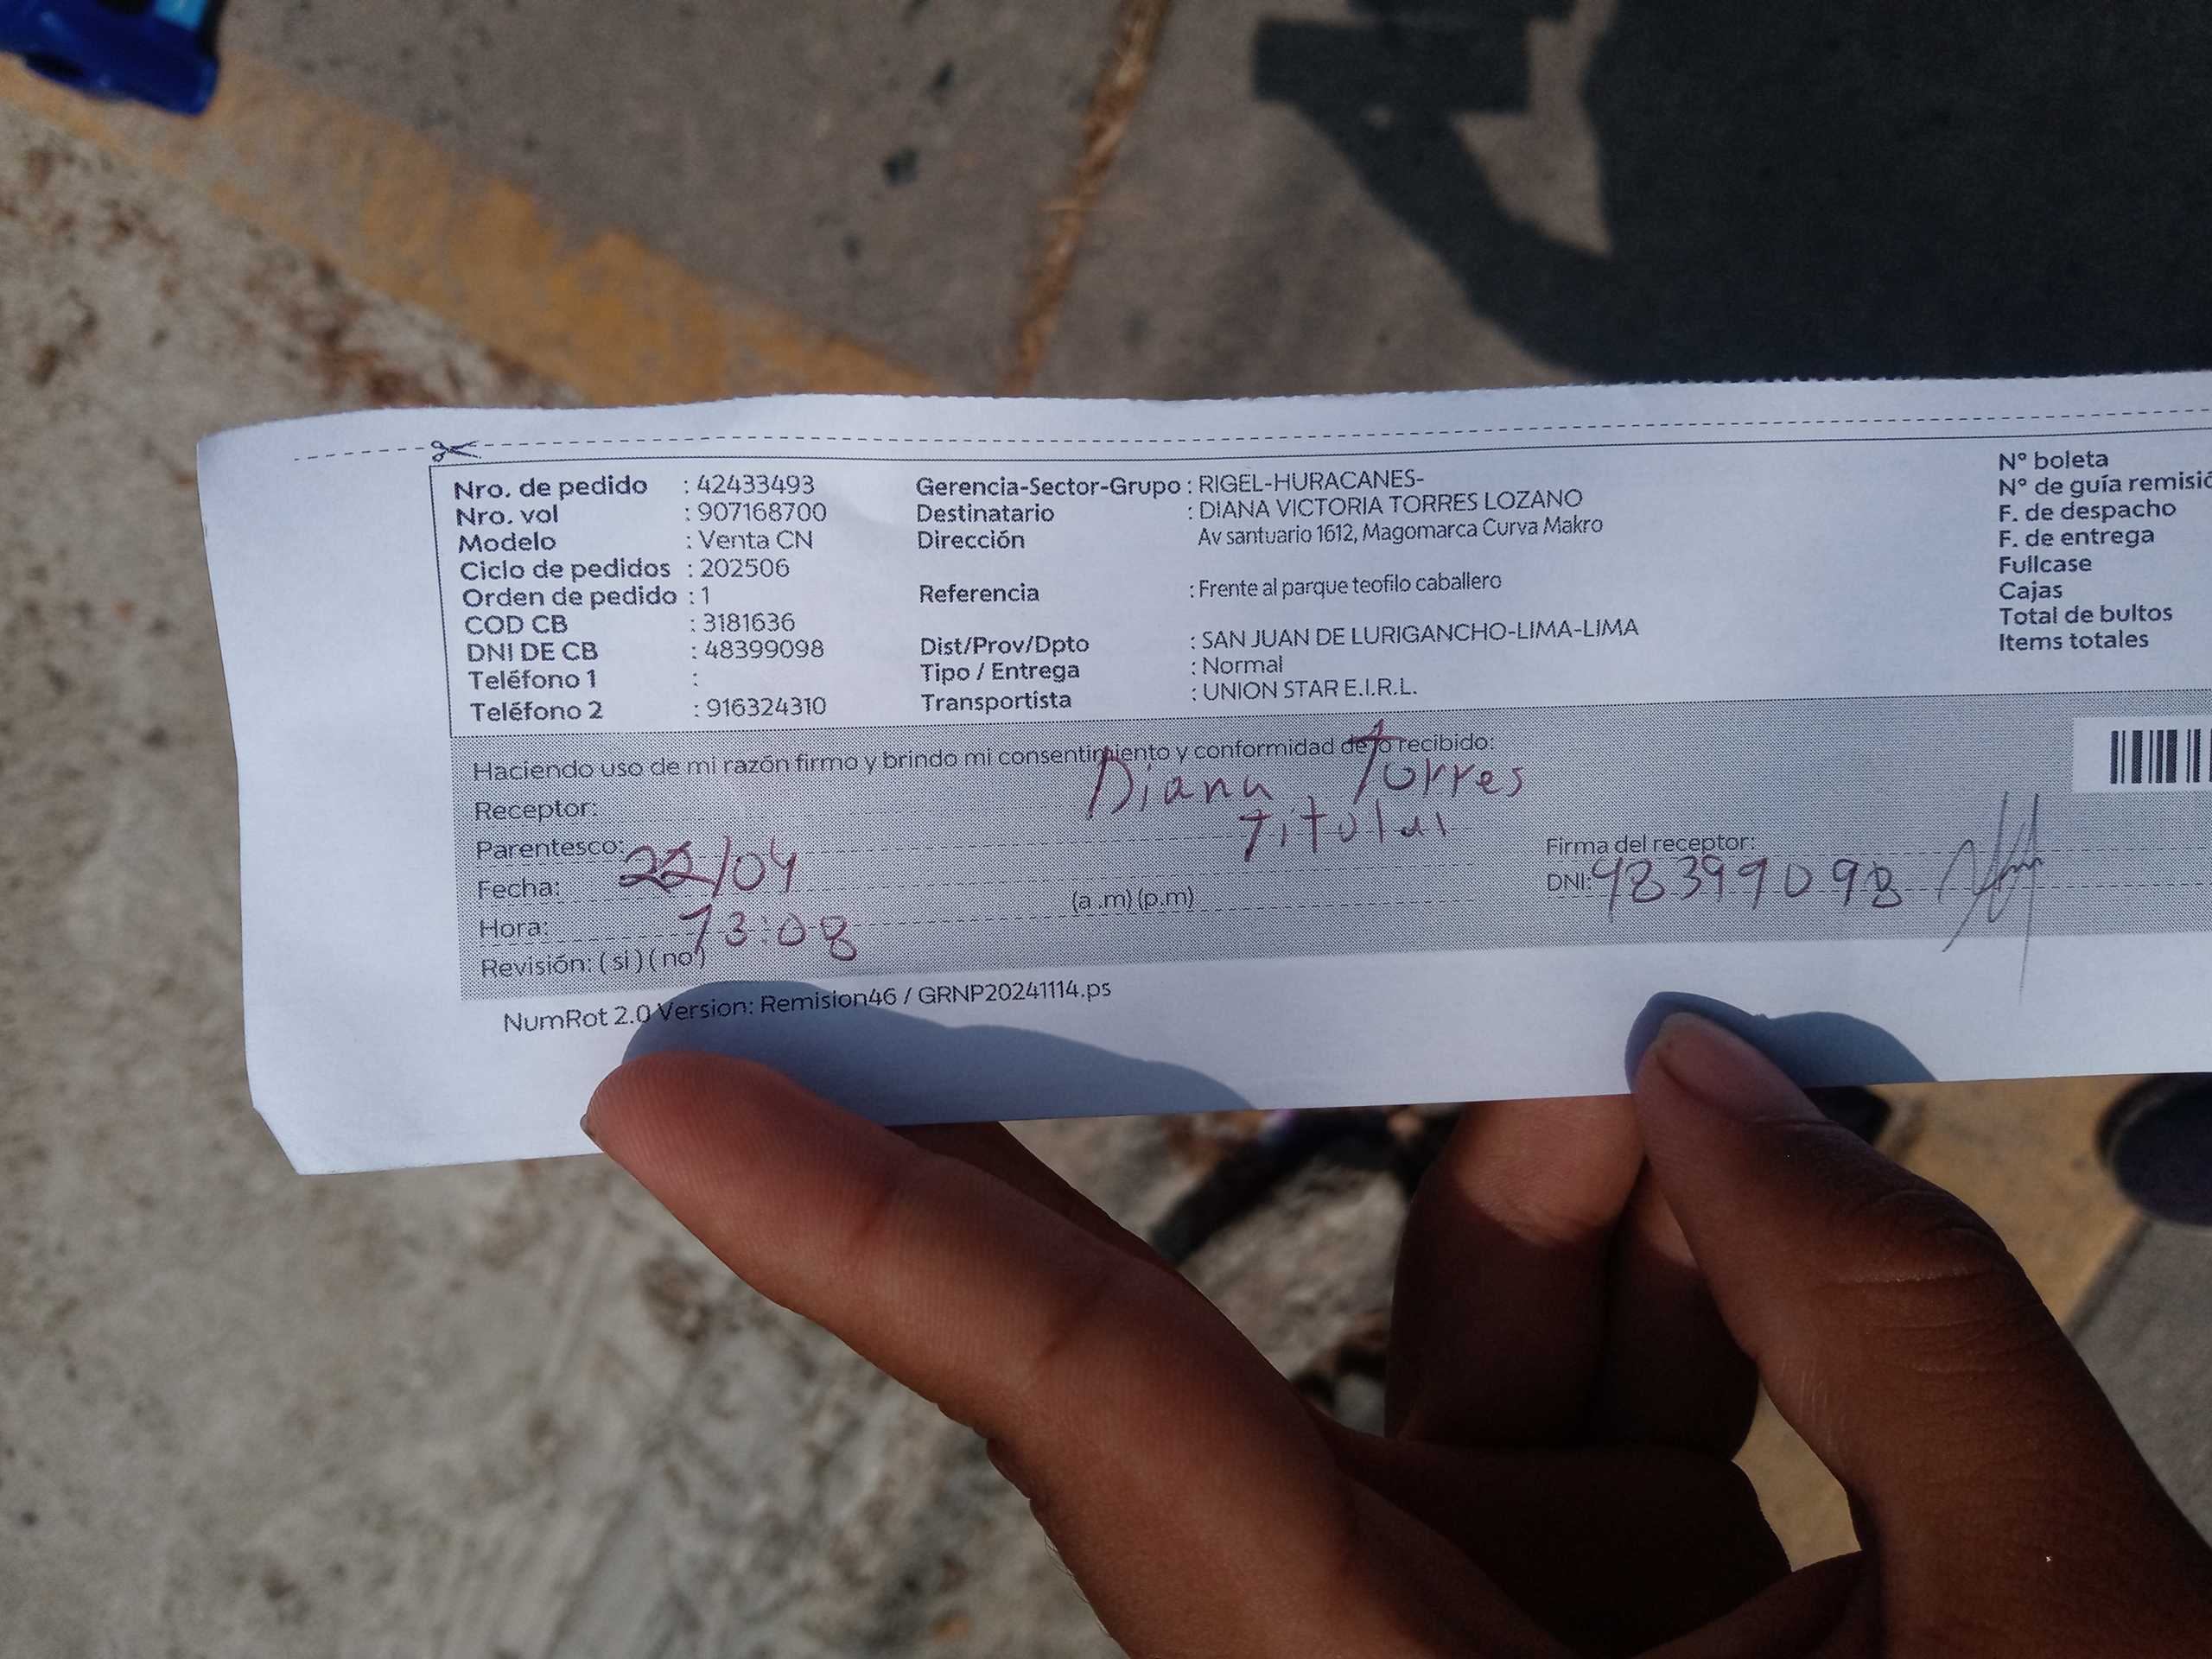 Nro. de pedido : 42433493
Nro. vol : 907168700
Modelo : Venta CN
Ciclo de pedidos : 202506
Orden de pedido : 1
COD CB : 3181636
DNI DE CB : 48399098
Teléfono 1 :
Teléfono 2 : 916324310
Gerencia-Sector-Grupo : RIGEL-HURACANES-
Destinatario : DIANA VICTORIA TORRES LOZANO
Dirección Av santuario 1612, Magomarca Curva Makro
Referencia : Frente al parque teofilo caballero
Dist/Prov/Dpto : SAN JUAN DE LURIGANCHO-LIMA-LIMA
Tipo / Entrega : Normal
Transportista : UNION STAR E.I.R.L.
N° boleta
N° de guía remisió
F. de despacho
F. de entrega
Fullcase
Cajas
Total de bultos
Items totales
Haciendo uso de mi razón firmo y brindo mi consentimiento y conformidad de lo recibido:
Receptor: Diana Torres
Parentesco: Titular
Fecha: 22/04
Hora: 13:08 (a .m) (p.m)
Revisión: ( si ) ( no )
Firma del receptor:
DNI: 48399098
NumRot 2.0 Version: Remision46 / GRNP20241114.ps